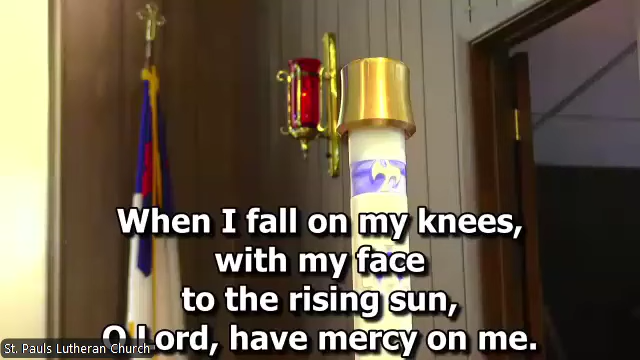 When I fall on my knees,
with my face
to the rising sun,
O Lord, have mercy on me.
St. Pauls Lutheran Church